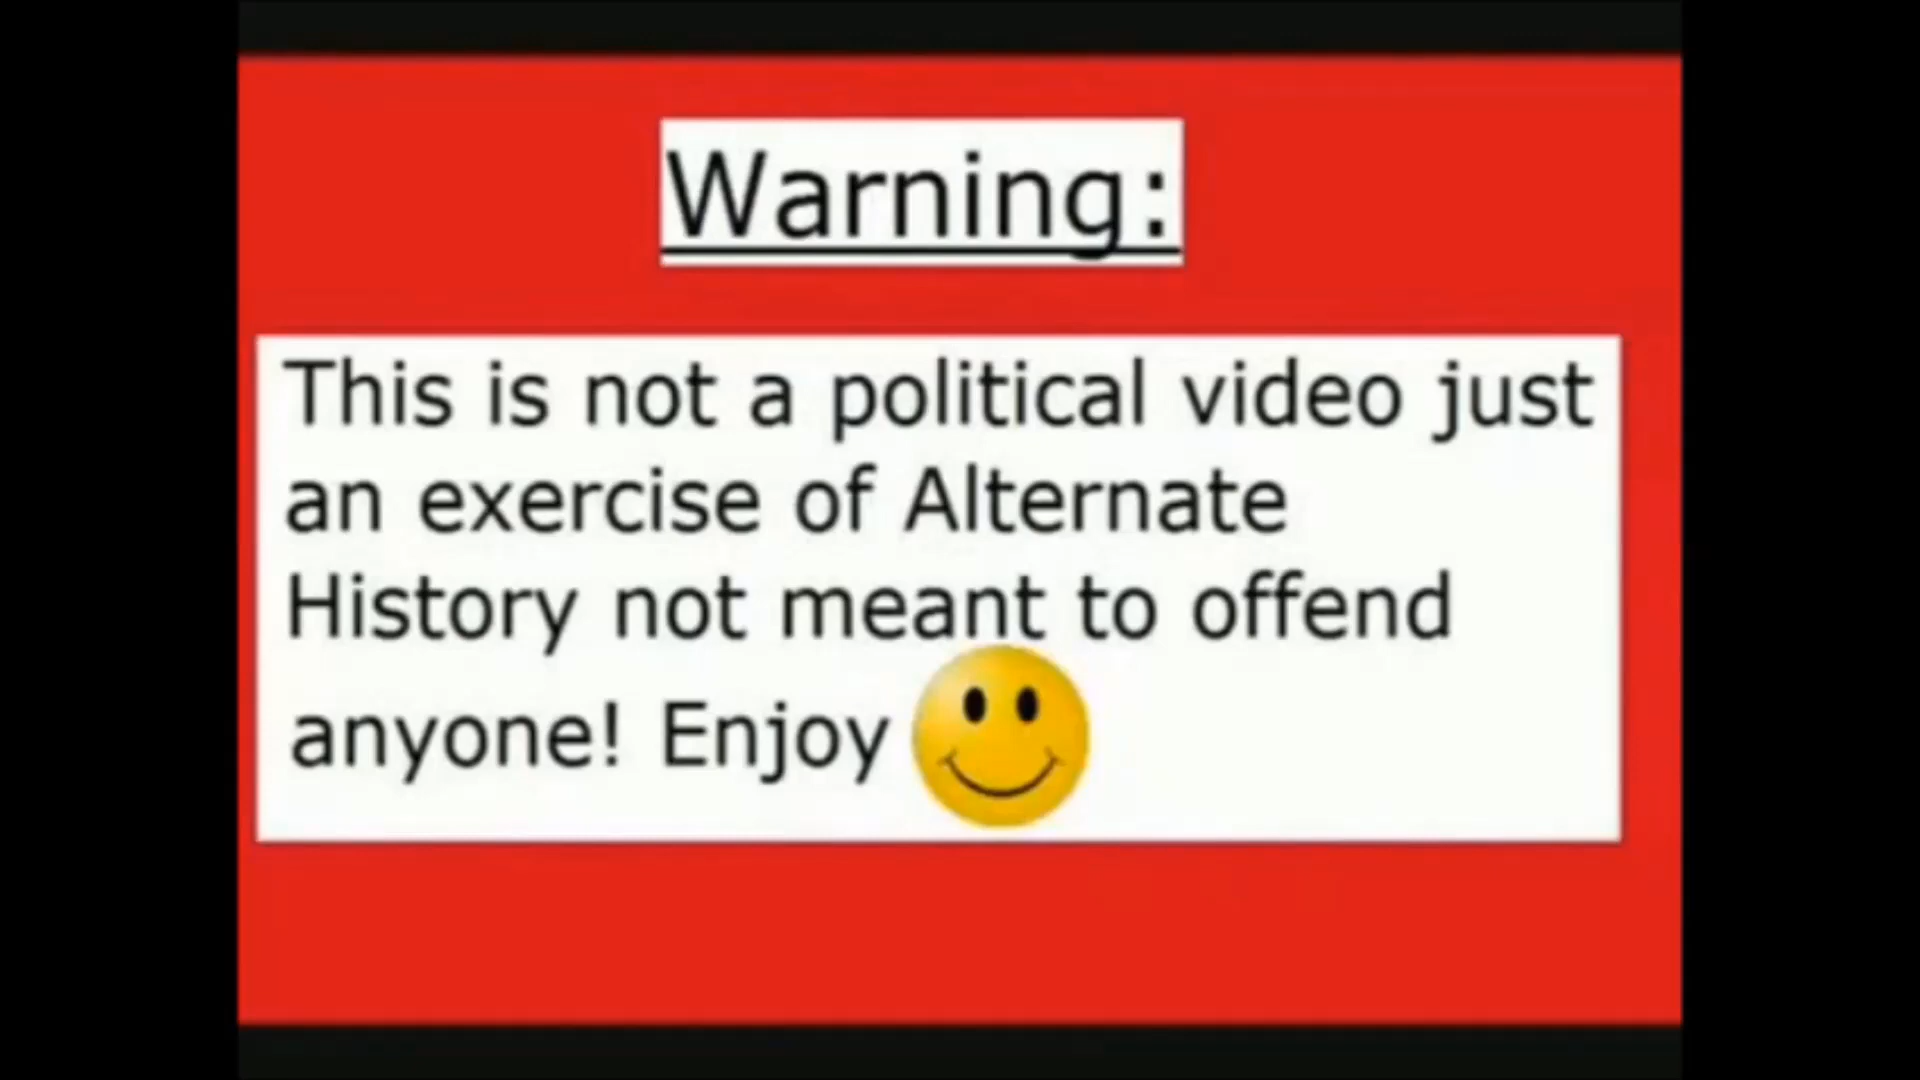 Warning:
This is not a political video just
an exercise of Alternate
History not meant to offend
anyone! Enjoy